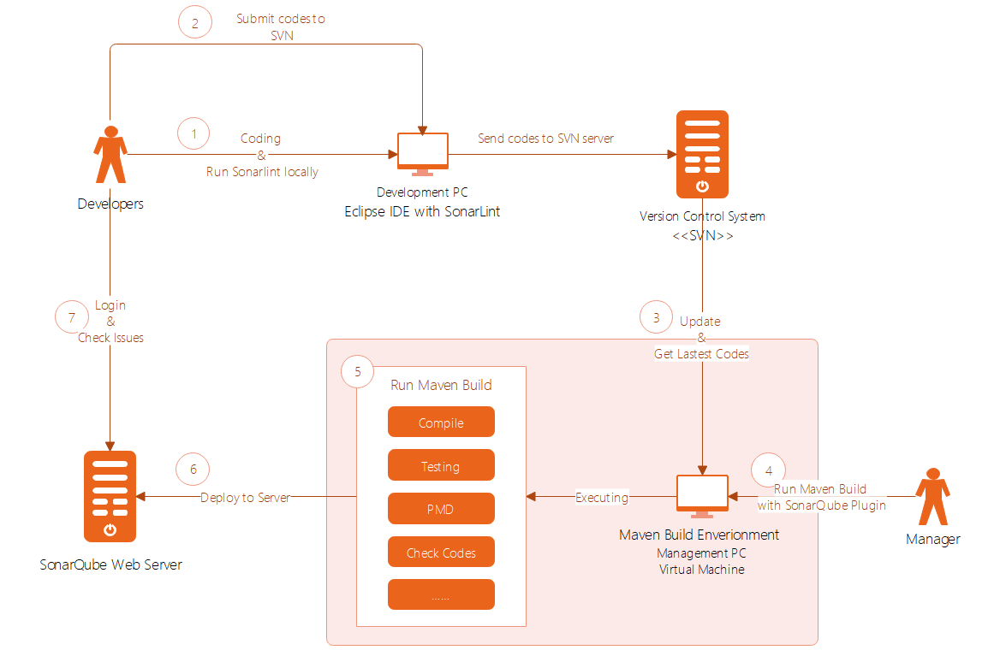 2
Submit codes to
SVN
1
Coding
&
Run Sonarlint locally
Send codes to SVN server
Developers
Development PC
Eclipse IDE with SonarLint
Version Control System
<<SVN>>
7
Login
&
Check Issues
3
Update
&
Get Lastest Codes
5
Run Maven Build
Compile
Testing
PMD
Check Codes
......
6
Deploy to Server
Executing
4
Run Maven Build
with SonarQube Plugin
Maven Build Enverionment
Management PC
Virtual Machine
Manager
SonarQube Web Server